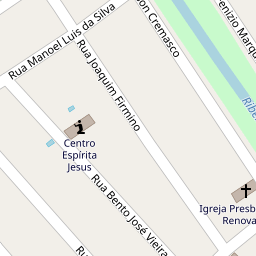 Rua Manoel Luis da Silva
Rua Joaquim Firmino
Centro
Espírita
Jesus
Rua Bento José Vieira
Igreja Presb
Renova